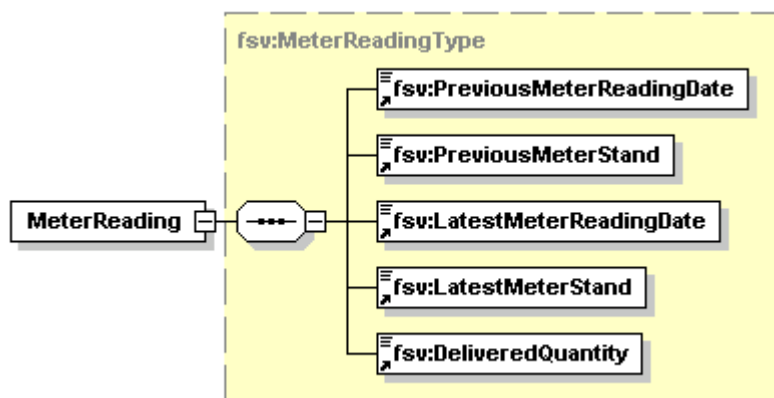 fsv:MeterReadingType
fsv:PreviousMeterReadingDate
fsv:PreviousMeterStand
MeterReading
fsv:LatestMeterReadingDate
fsv:LatestMeterStand
fsv:DeliveredQuantity